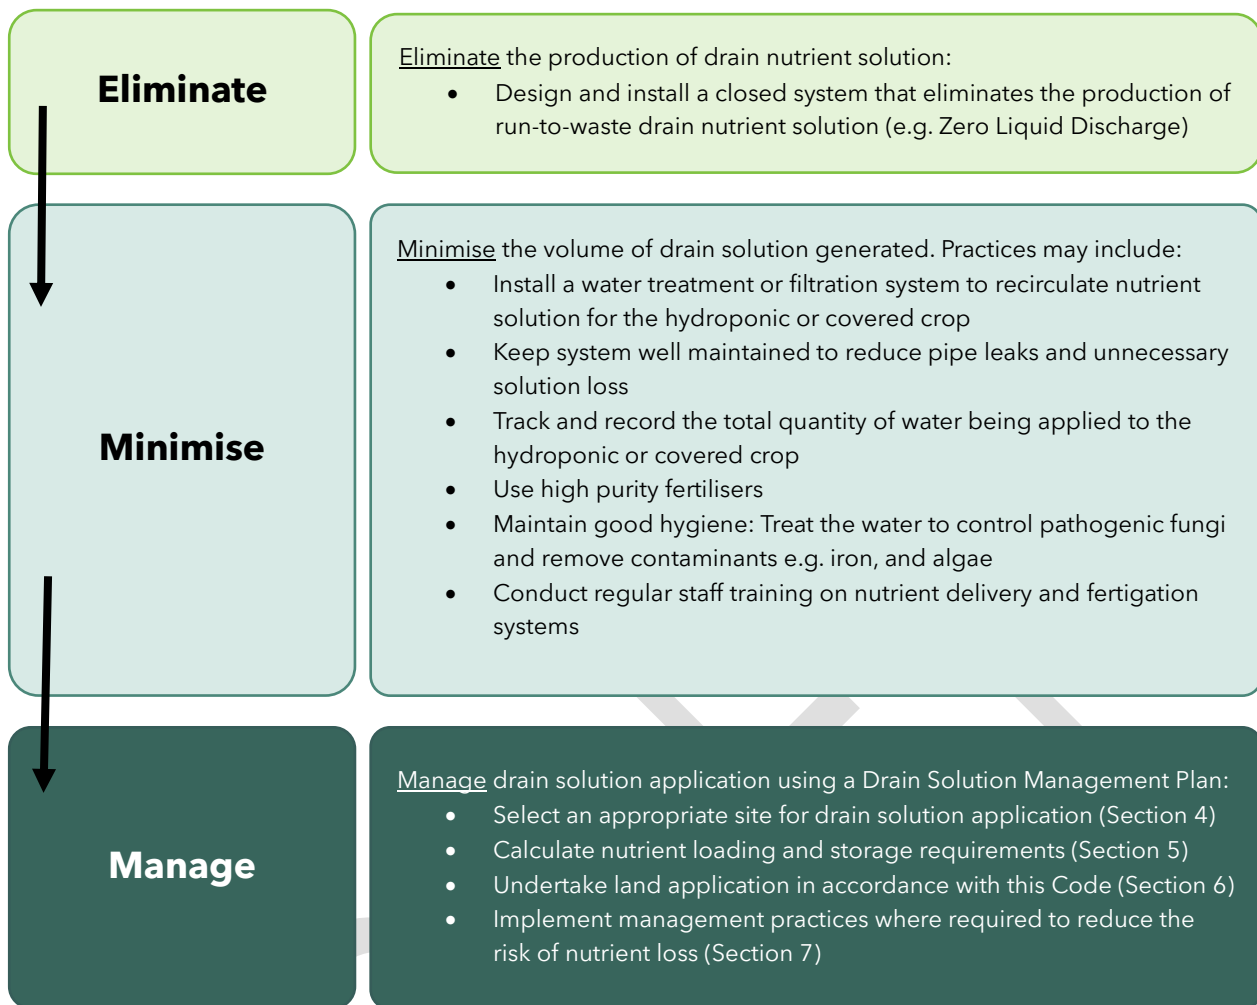 Eliminate
Eliminate the production of drain nutrient solution:
• Design and install a closed system that eliminates the production of
run-to-waste drain nutrient solution (e.g. Zero Liquid Discharge)
Minimise
Minimise the volume of drain solution generated. Practices may include:
• Install a water treatment or filtration system to recirculate nutrient
solution for the hydroponic or covered crop
• Keep system well maintained to reduce pipe leaks and unnecessary
solution loss
• Track and record the total quantity of water being applied to the
hydroponic or covered crop
• Use high purity fertilisers
• Maintain good hygiene: Treat the water to control pathogenic fungi
and remove contaminants e.g. iron, and algae
• Conduct regular staff training on nutrient delivery and fertigation
systems
Manage
Manage drain solution application using a Drain Solution Management Plan:
• Select an appropriate site for drain solution application (Section 4)
• Calculate nutrient loading and storage requirements (Section 5)
• Undertake land application in accordance with this Code (Section 6)
• Implement management practices where required to reduce the
risk of nutrient loss (Section 7)